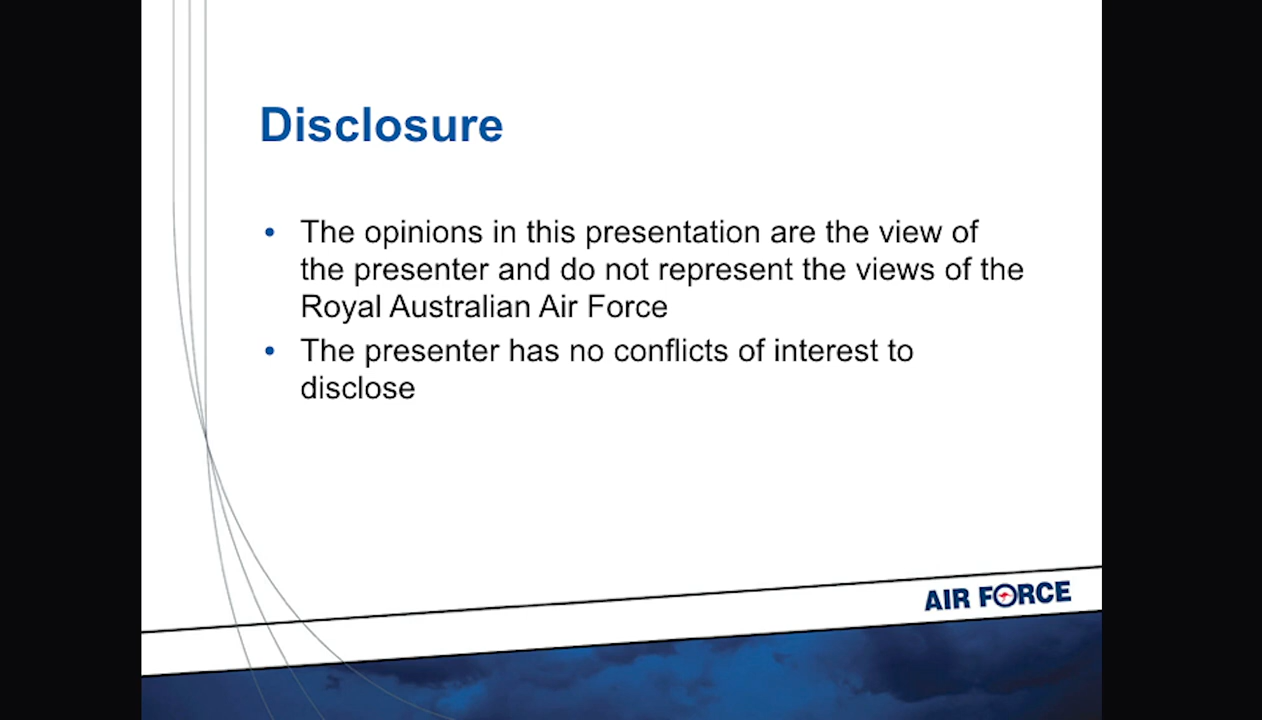 Disclosure
• The opinions in this presentation are the view of
the presenter and do not represent the views of the
Royal Australian Air Force
• The presenter has no conflicts of interest to
disclose
AIR FORCE